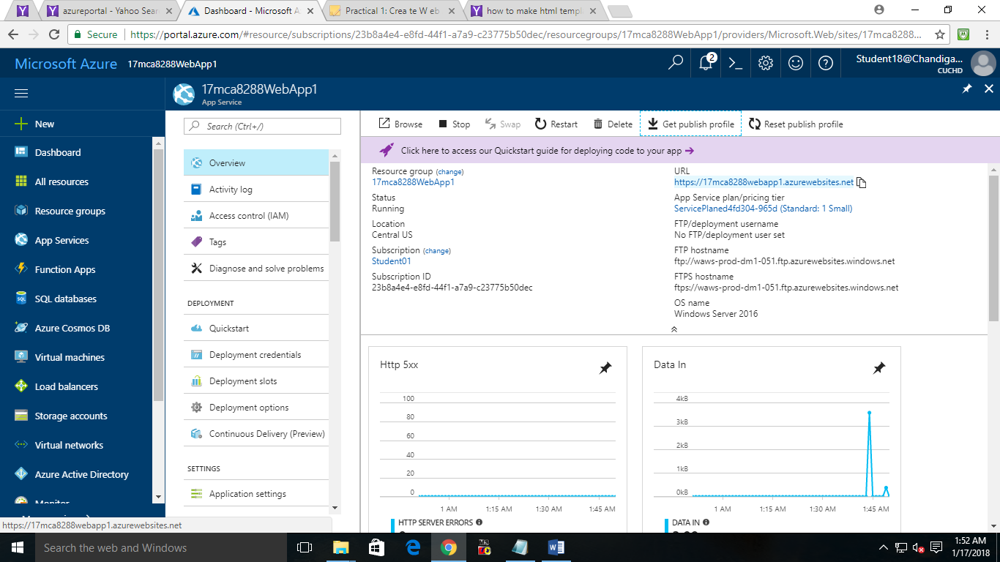 azureportal - Yahoo Sear
Dashboard - Microsoft A
Practical 1: Crea te W eb
how to make html templ
Secure
https://portal.azure.com/#resource/subscriptions/23b8a4e4-e8fd-44f1-a7a9-c23775b50dec/resourcegroups/17mca8288WebApp1/providers/Microsoft.Web/sites/17mca8288...
Microsoft Azure 17mca8288WebApp1
2
Student18@Chandiga...
CUCHD
17mca8288WebApp1
App Service
New
Dashboard
All resources
Resource groups
App Services
Function Apps
SQL databases
Azure Cosmos DB
Virtual machines
Load balancers
Storage accounts
Virtual networks
Azure Active Directory
Monitor
Search (Ctrl+/)
Overview
Activity log
Access control (IAM)
Tags
Diagnose and solve problems
DEPLOYMENT
Quickstart
Deployment credentials
Deployment slots
Deployment options
Continuous Delivery (Preview)
SETTINGS
Application settings
Browse Stop Swap Restart Delete Get publish profile Reset publish profile
Click here to access our Quickstart guide for deploying code to your app
Resource group (change)
17mca8288WebApp1
Status
Running
Location
Central US
Subscription (change)
Student01
Subscription ID
23b8a4e4-e8fd-44f1-a7a9-c23775b50dec
URL
https://17mca8288webapp1.azurewebsites.net
App Service plan/pricing tier
ServicePlaned4fd304-965d (Standard: 1 Small)
FTP/deployment username
No FTP/deployment user set
FTP hostname
ftp://waws-prod-dm1-051.ftp.azurewebsites.windows.net
FTPS hostname
ftps://waws-prod-dm1-051.ftp.azurewebsites.windows.net
OS name
Windows Server 2016
Http 5xx
100
80
60
40
20
0
1 AM 1:15 AM 1:30 AM 1:45 AM
HTTP SERVER ERRORS
Data In
4kB
3kB
2kB
1kB
0kB
1 AM 1:15 AM 1:30 AM 1:45 AM
DATA IN
https://17mca8288webapp1.azurewebsites.net
Search the web and Windows
1:52 AM
1/17/2018